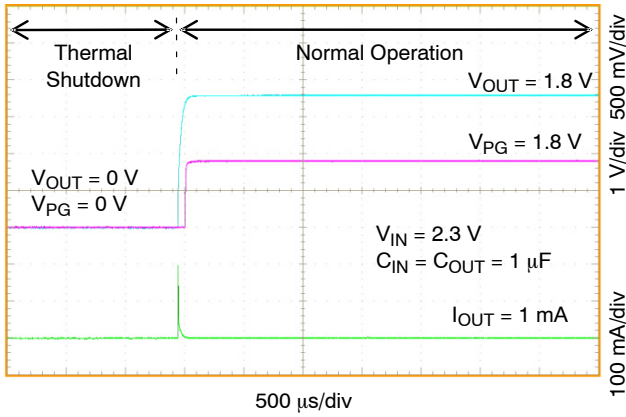 Thermal
Shutdown
Normal Operation
V_OUT = 1.8 V
V_PG = 1.8 V
V_OUT = 0 V
V_PG = 0 V
V_IN = 2.3 V
C_IN = C_OUT = 1 μF
I_OUT = 1 mA
500 μs/div
500 mV/div
1 V/div
100 mA/div